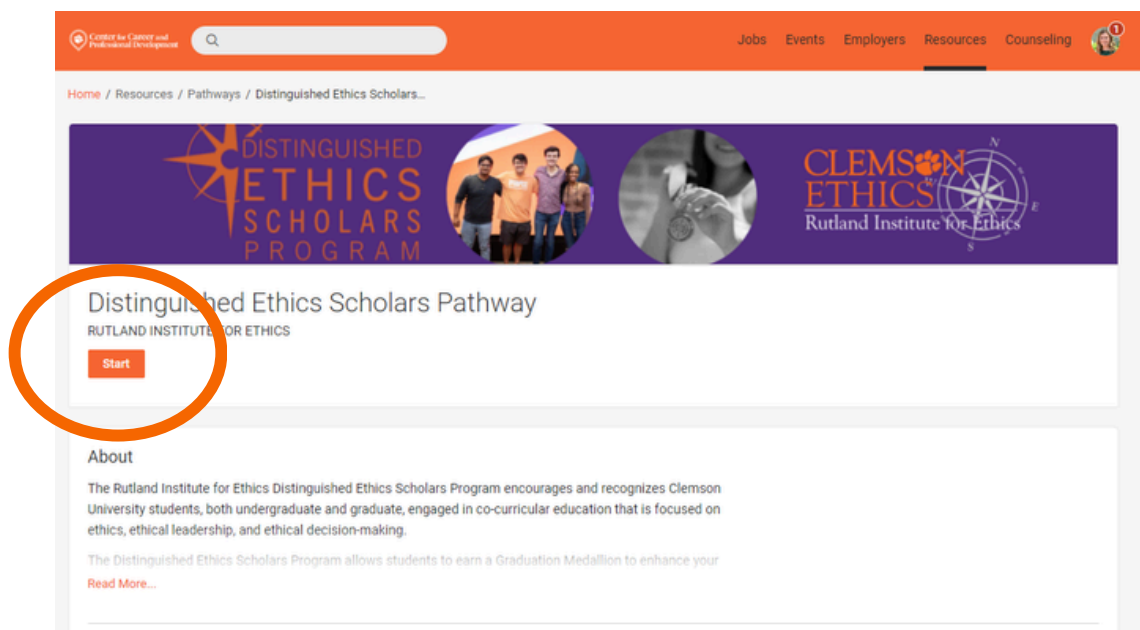 Center for Career and
Professional Development
Jobs Events Employers Resources Counseling
1
Home / Resources / Pathways / Distinguished Ethics Scholars...
DISTINGUISHED
ETHICS
SCHOLARS
PROGRAM
CLEMSON
ETHICS
Rutland Institute for Ethics
N
W
E
S
Distinguished Ethics Scholars Pathway
RUTLAND INSTITUTE FOR ETHICS
Start
About
The Rutland Institute for Ethics Distinguished Ethics Scholars Program encourages and recognizes Clemson
University students, both undergraduate and graduate, engaged in co-curricular education that is focused on
ethics, ethical leadership, and ethical decision-making.
The Distinguished Ethics Scholars Program allows students to earn a Graduation Medallion to enhance your
Read More...